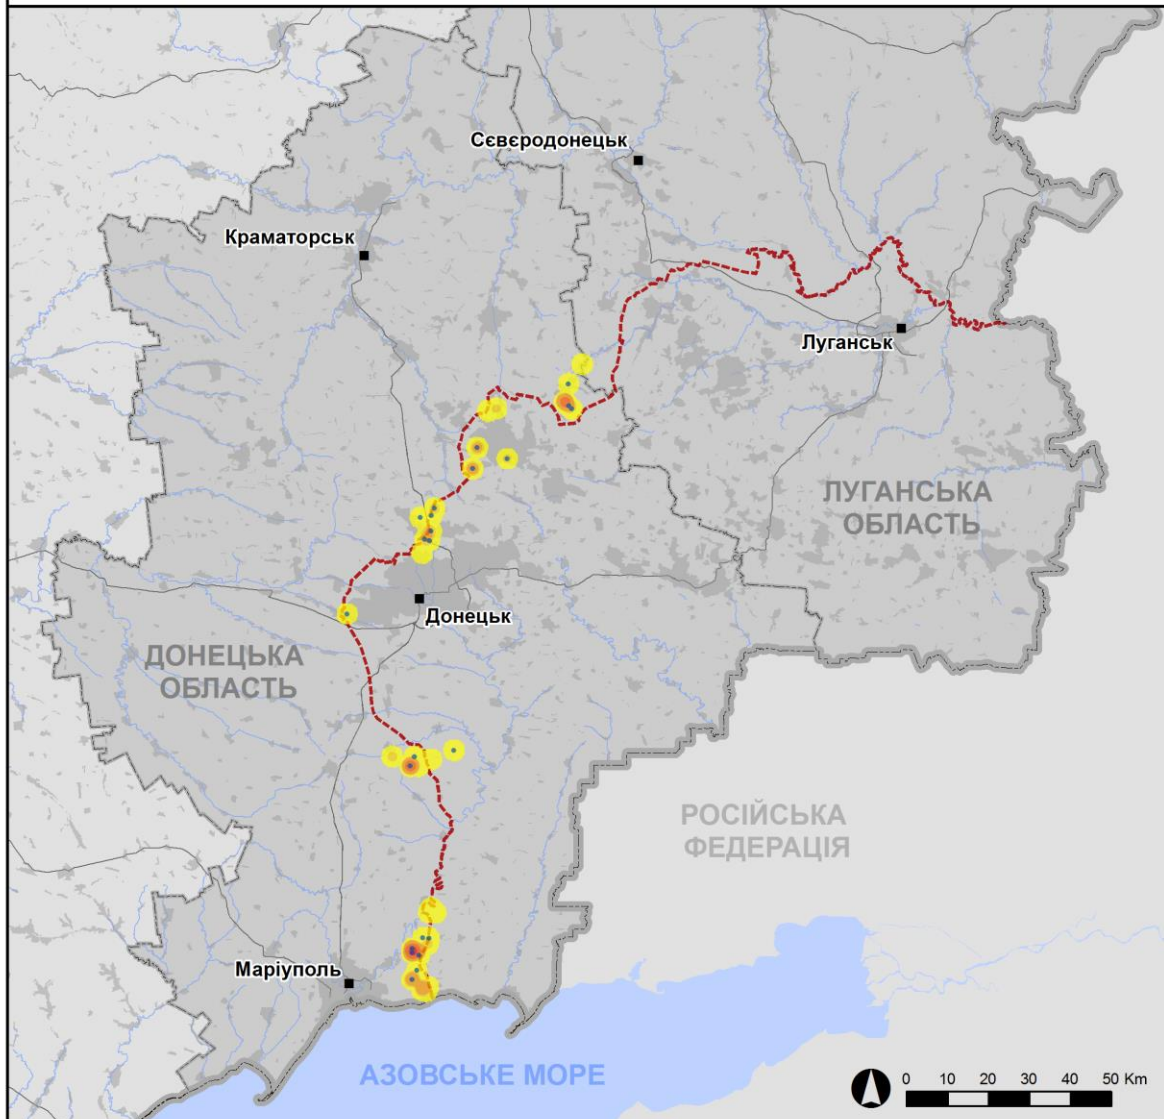 Сєвєродонецьк
Краматорськ
Луганськ
ЛУГАНСЬКА
ОБЛАСТЬ
Донецьк
ДОНЕЦЬКА
ОБЛАСТЬ
РОСІЙСЬКА
ФЕДЕРАЦІЯ
Маріуполь
АЗОВСЬКЕ МОРЕ
0 10 20 30 40 50 Km